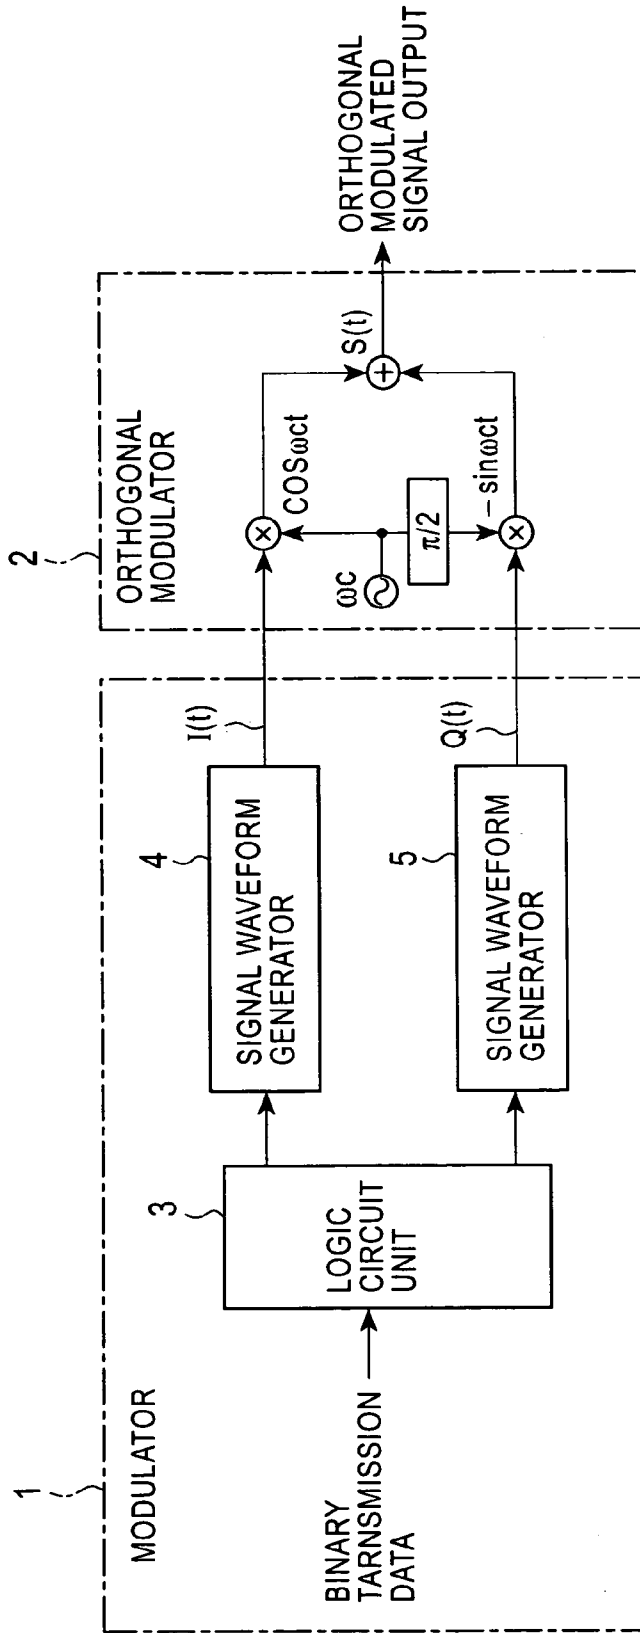 1
MODULATOR
BINARY
TARNSMISSION
DATA
3
LOGIC
CIRCUIT
UNIT
4
SIGNAL WAVEFORM
GENERATOR
5
SIGNAL WAVEFORM
GENERATOR
I(t)
Q(t)
2
ORTHOGONAL
MODULATOR
×
COSωct
ωc
π/2
×
-sinωct
+
S(t)
ORTHOGONAL
MODULATED
SIGNAL OUTPUT